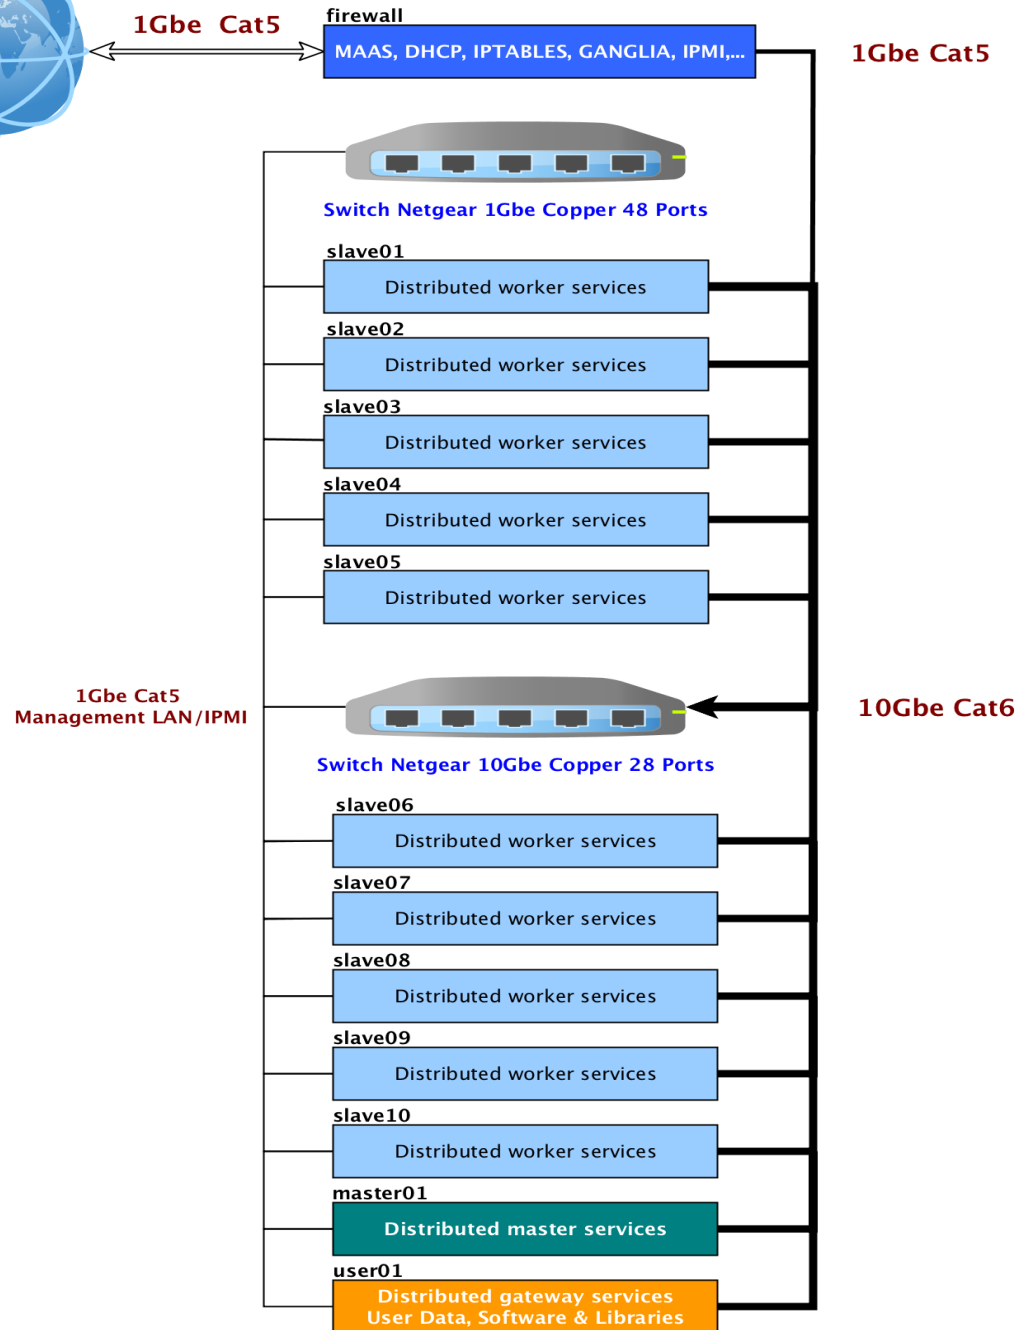 firewall
1Gbe Cat5
MAAS, DHCP, IPTABLES, GANGLIA, IPMI,...
1Gbe Cat5
Switch Netgear 1Gbe Copper 48 Ports
slave01
Distributed worker services
slave02
Distributed worker services
slave03
Distributed worker services
slave04
Distributed worker services
slave05
Distributed worker services
1Gbe Cat5
Management LAN/IPMI
10Gbe Cat6
Switch Netgear 10Gbe Copper 28 Ports
slave06
Distributed worker services
slave07
Distributed worker services
slave08
Distributed worker services
slave09
Distributed worker services
slave10
Distributed worker services
master01
Distributed master services
user01
Distributed gateway services
User Data, Software & Libraries